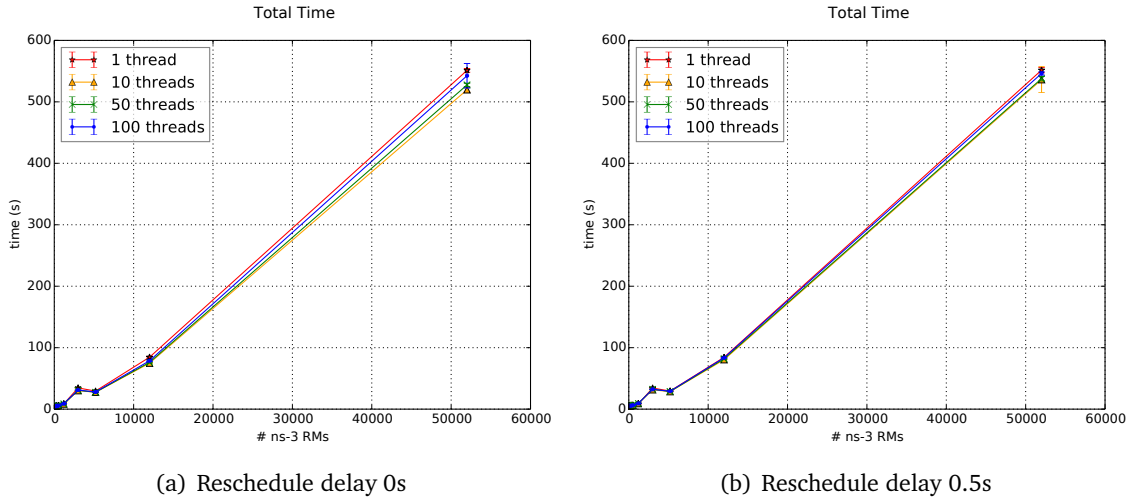 Total Time
600
500
400
300
200
100
0
time (s)
1 thread
10 threads
50 threads
100 threads
0
10000
20000
30000
40000
50000
60000
# ns-3 RMs
(a) Reschedule delay 0s
Total Time
600
500
400
300
200
100
0
time (s)
1 thread
10 threads
50 threads
100 threads
0
10000
20000
30000
40000
50000
60000
# ns-3 RMs
(b) Reschedule delay 0.5s